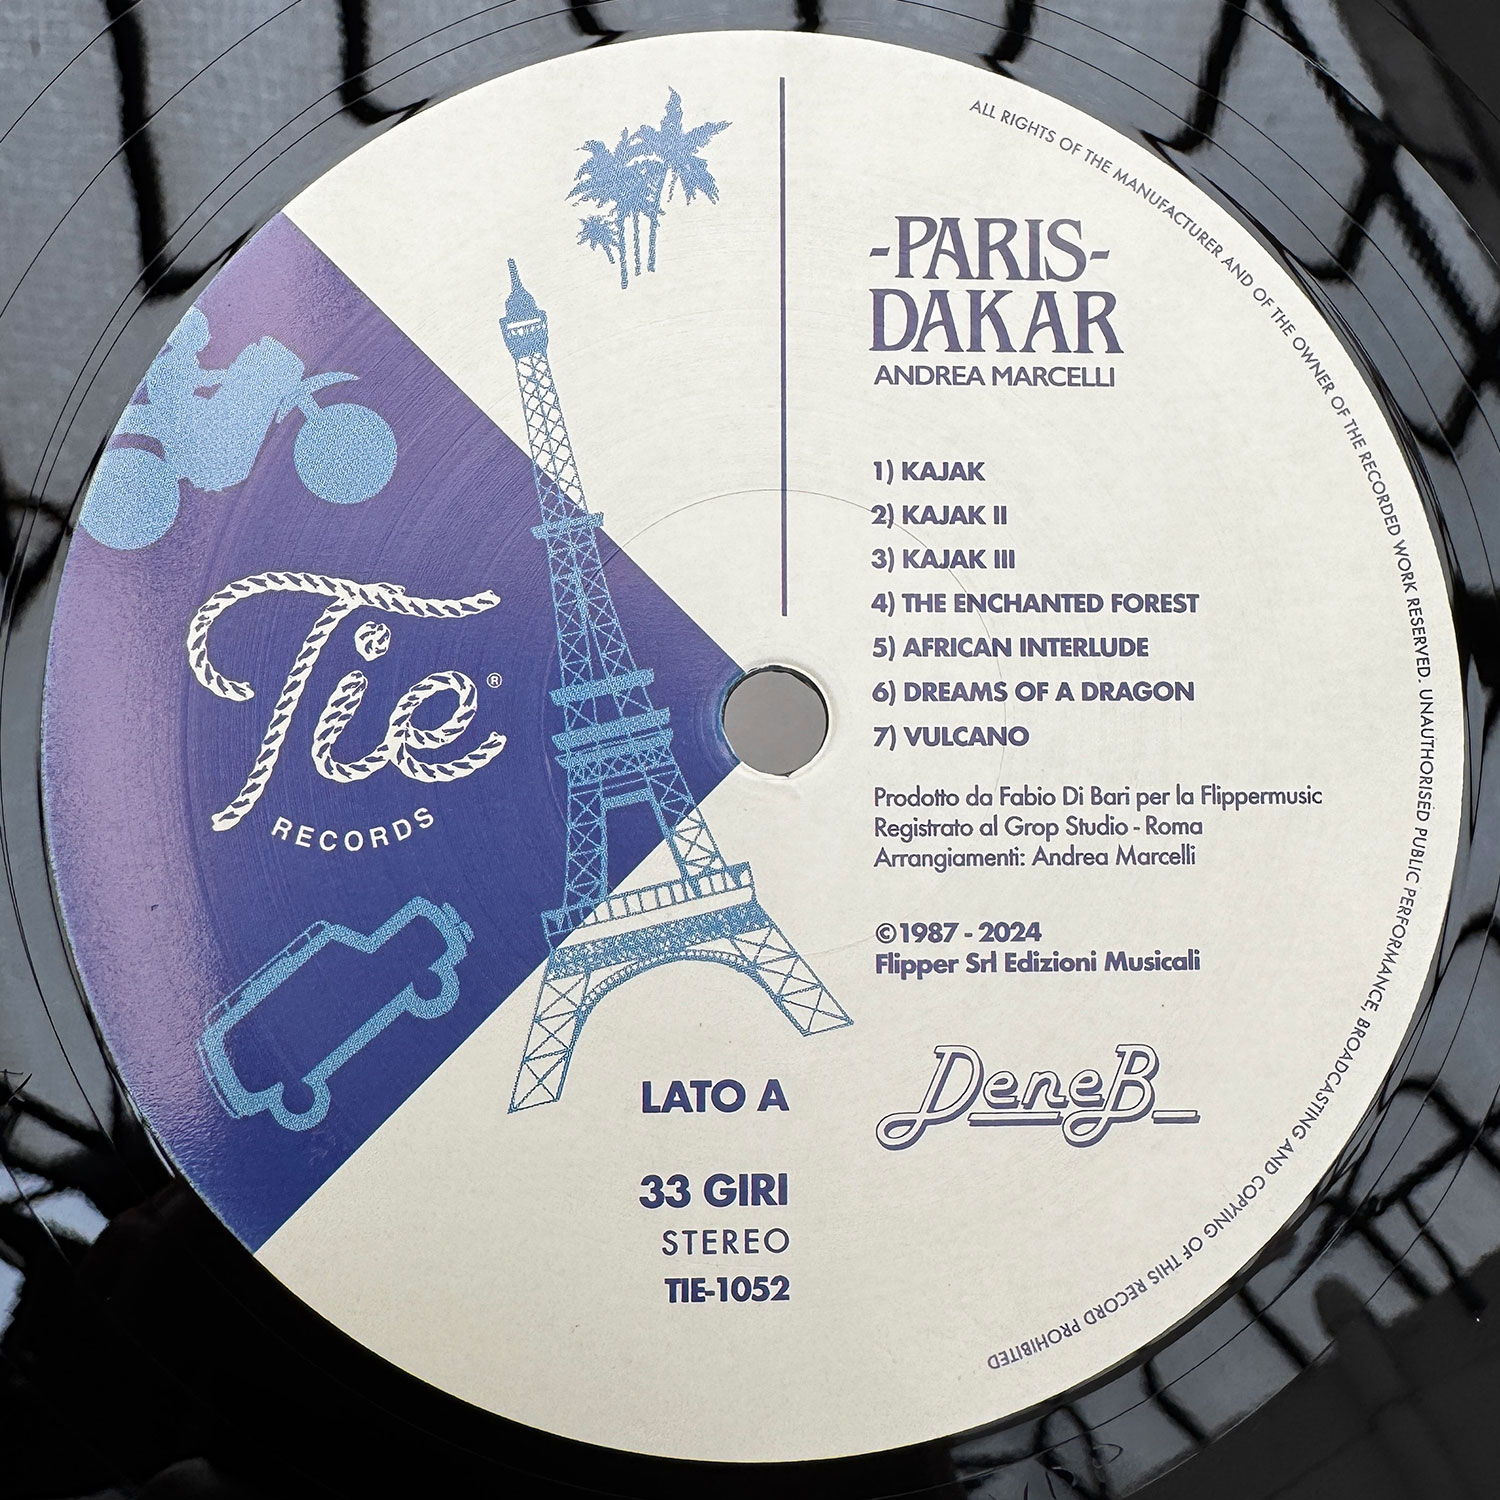 ALL RIGHTS OF THE MANUFACTURER AND OF THE OWNER OF THE RECORDED WORK RESERVED. UNAUTHORISED PUBLIC PERFORMANCE, BROADCASTING AND COPYING OF THIS RECORD PROHIBITED
-PARIS-
DAKAR
ANDREA MARCELLI
1) KAJAK
2) KAJAK II
3) KAJAK III
4) THE ENCHANTED FOREST
5) AFRICAN INTERLUDE
6) DREAMS OF A DRAGON
7) VULCANO
Prodotto da Fabio Di Bari per la Flippermusic
Registrato al Grop Studio - Roma
Arrangiamenti: Andrea Marcelli
©1987 - 2024
Flipper Srl Edizioni Musicali
DeneB
Tie®
RECORDS
LATO A
33 GIRI
STEREO
TIE-1052